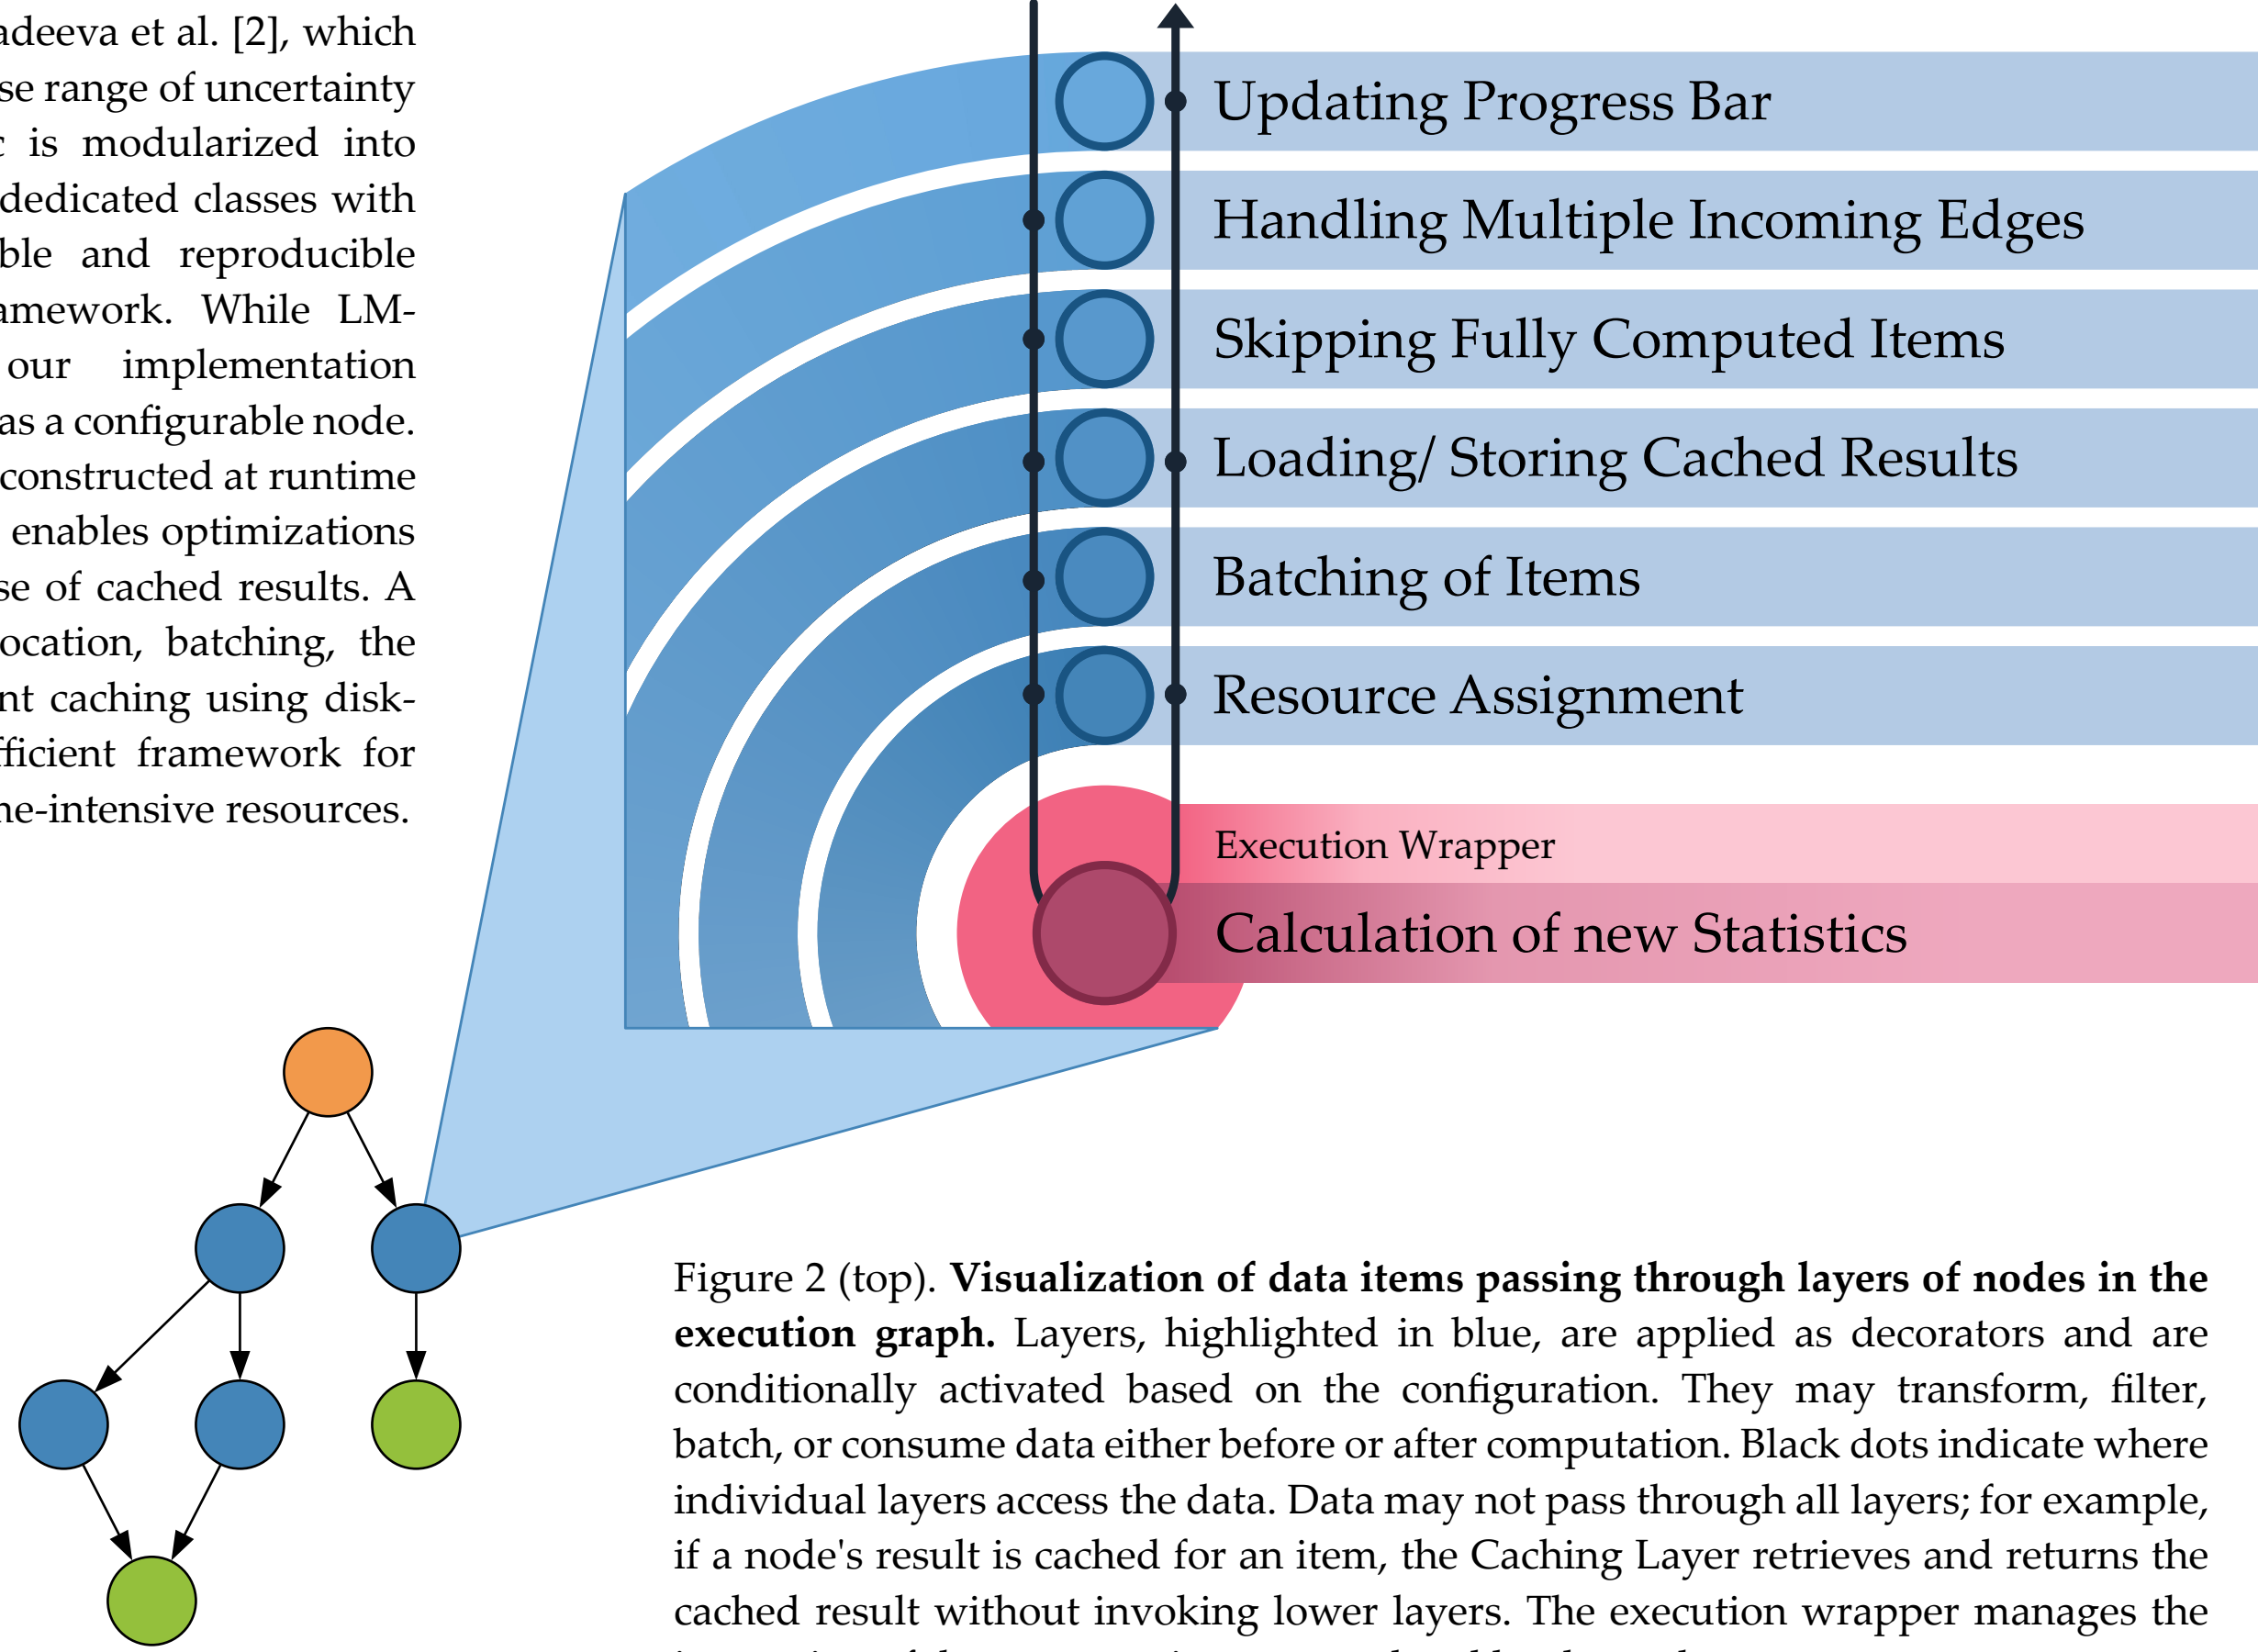 adeeva et al. [2], which
se range of uncertainty
is modularized into
dedicated classes with
ble and reproducible
amework. While LM-
our implementation
as a configurable node.
constructed at runtime
enables optimizations
se of cached results. A
ocation, batching, the
nt caching using disk-
fficient framework for
ne-intensive resources.
Updating Progress Bar
Handling Multiple Incoming Edges
Skipping Fully Computed Items
Loading/ Storing Cached Results
Batching of Items
Resource Assignment
Execution Wrapper
Calculation of new Statistics
Figure 2 (top). Visualization of data items passing through layers of nodes in the
execution graph. Layers, highlighted in blue, are applied as decorators and are
conditionally activated based on the configuration. They may transform, filter,
batch, or consume data either before or after computation. Black dots indicate where
individual layers access the data. Data may not pass through all layers; for example,
if a node's result is cached for an item, the Caching Layer retrieves and returns the
cached result without invoking lower layers. The execution wrapper manages the